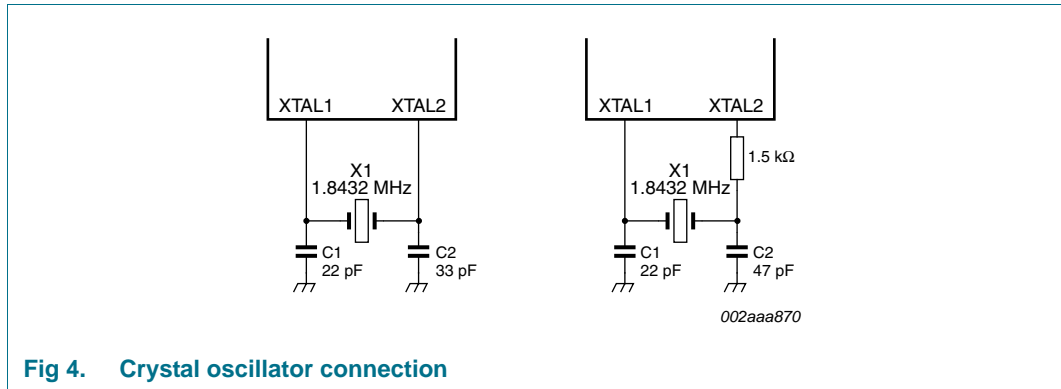 XTAL1 XTAL2
X1
1.8432 MHz
C1
22 pF
C2
33 pF
XTAL1 XTAL2
1.5 kΩ
X1
1.8432 MHz
C1
22 pF
C2
47 pF
002aaa870
Fig 4. Crystal oscillator connection